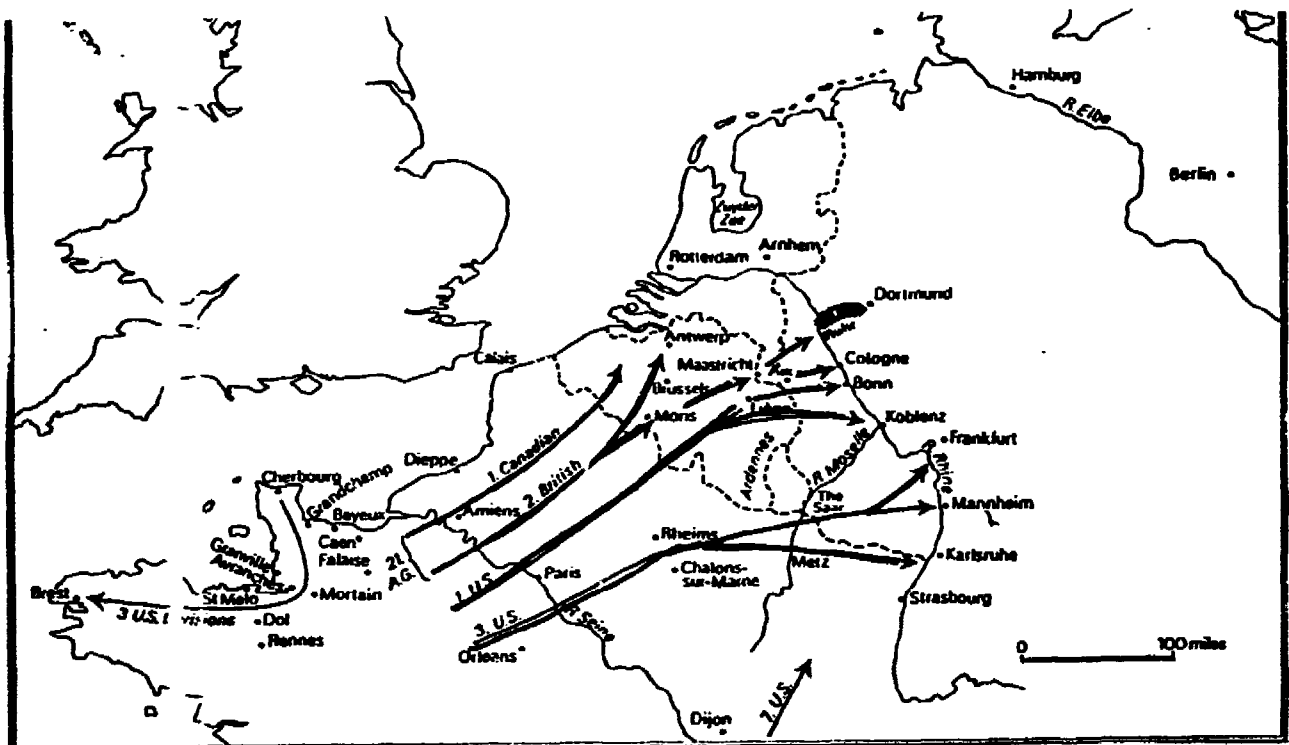 Hamburg
R. Elbe
Berlin
Zuyder
Zee
Arnhem
Rotterdam
Dortmund
Ruhr
Antwerp
Calais
Maastricht
Cologne
Brussels
Bonn
Mons
Koblenz
Frankfurt
1. Canadian
Ardennes
R. Moselle
R. Rhine
Dieppe
2. British
Cherbourg
Grandchamp
The
Saar
Mannheim
Bayeux
Amiens
Caen
Rheims
Falaise
21.
A.G.
Metz
Karlsruhe
Granville
Avranches
Paris
Chalons-
sur-Marne
1. U.S.
Brest
St Malo
Mortain
Strasbourg
3 U.S.
Dol
3. U.S.
R. Seine
Rennes
Orleans
0 100 miles
7. U.S.
Dijon